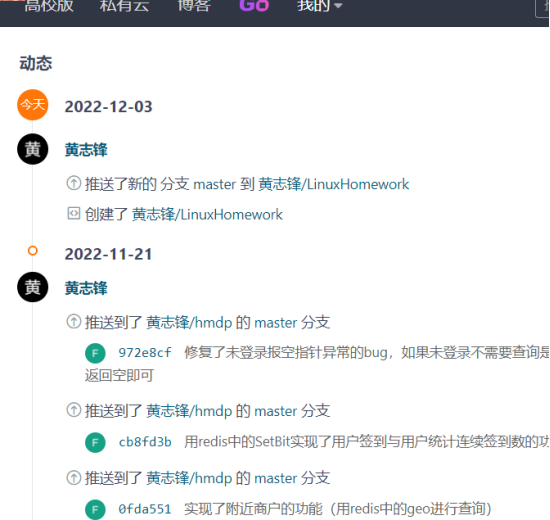 高校版 私有云 博客 Go 我的
动态
今天 2022-12-03
黄 黄志锋
推送了新的 分支 master 到 黄志锋/LinuxHomework
创建了 黄志锋/LinuxHomework
2022-11-21
黄 黄志锋
推送到了 黄志锋/hmdp 的 master 分支
F 972e8cf 修复了未登录报空指针异常的bug，如果未登录不需要查询是
返回空即可
推送到了 黄志锋/hmdp 的 master 分支
F cb8fd3b 用redis中的SetBit实现了用户签到与用户统计连续签到数的功
推送到了 黄志锋/hmdp 的 master 分支
F 0fda551 实现了附近商户的功能（用redis中的geo进行查询）